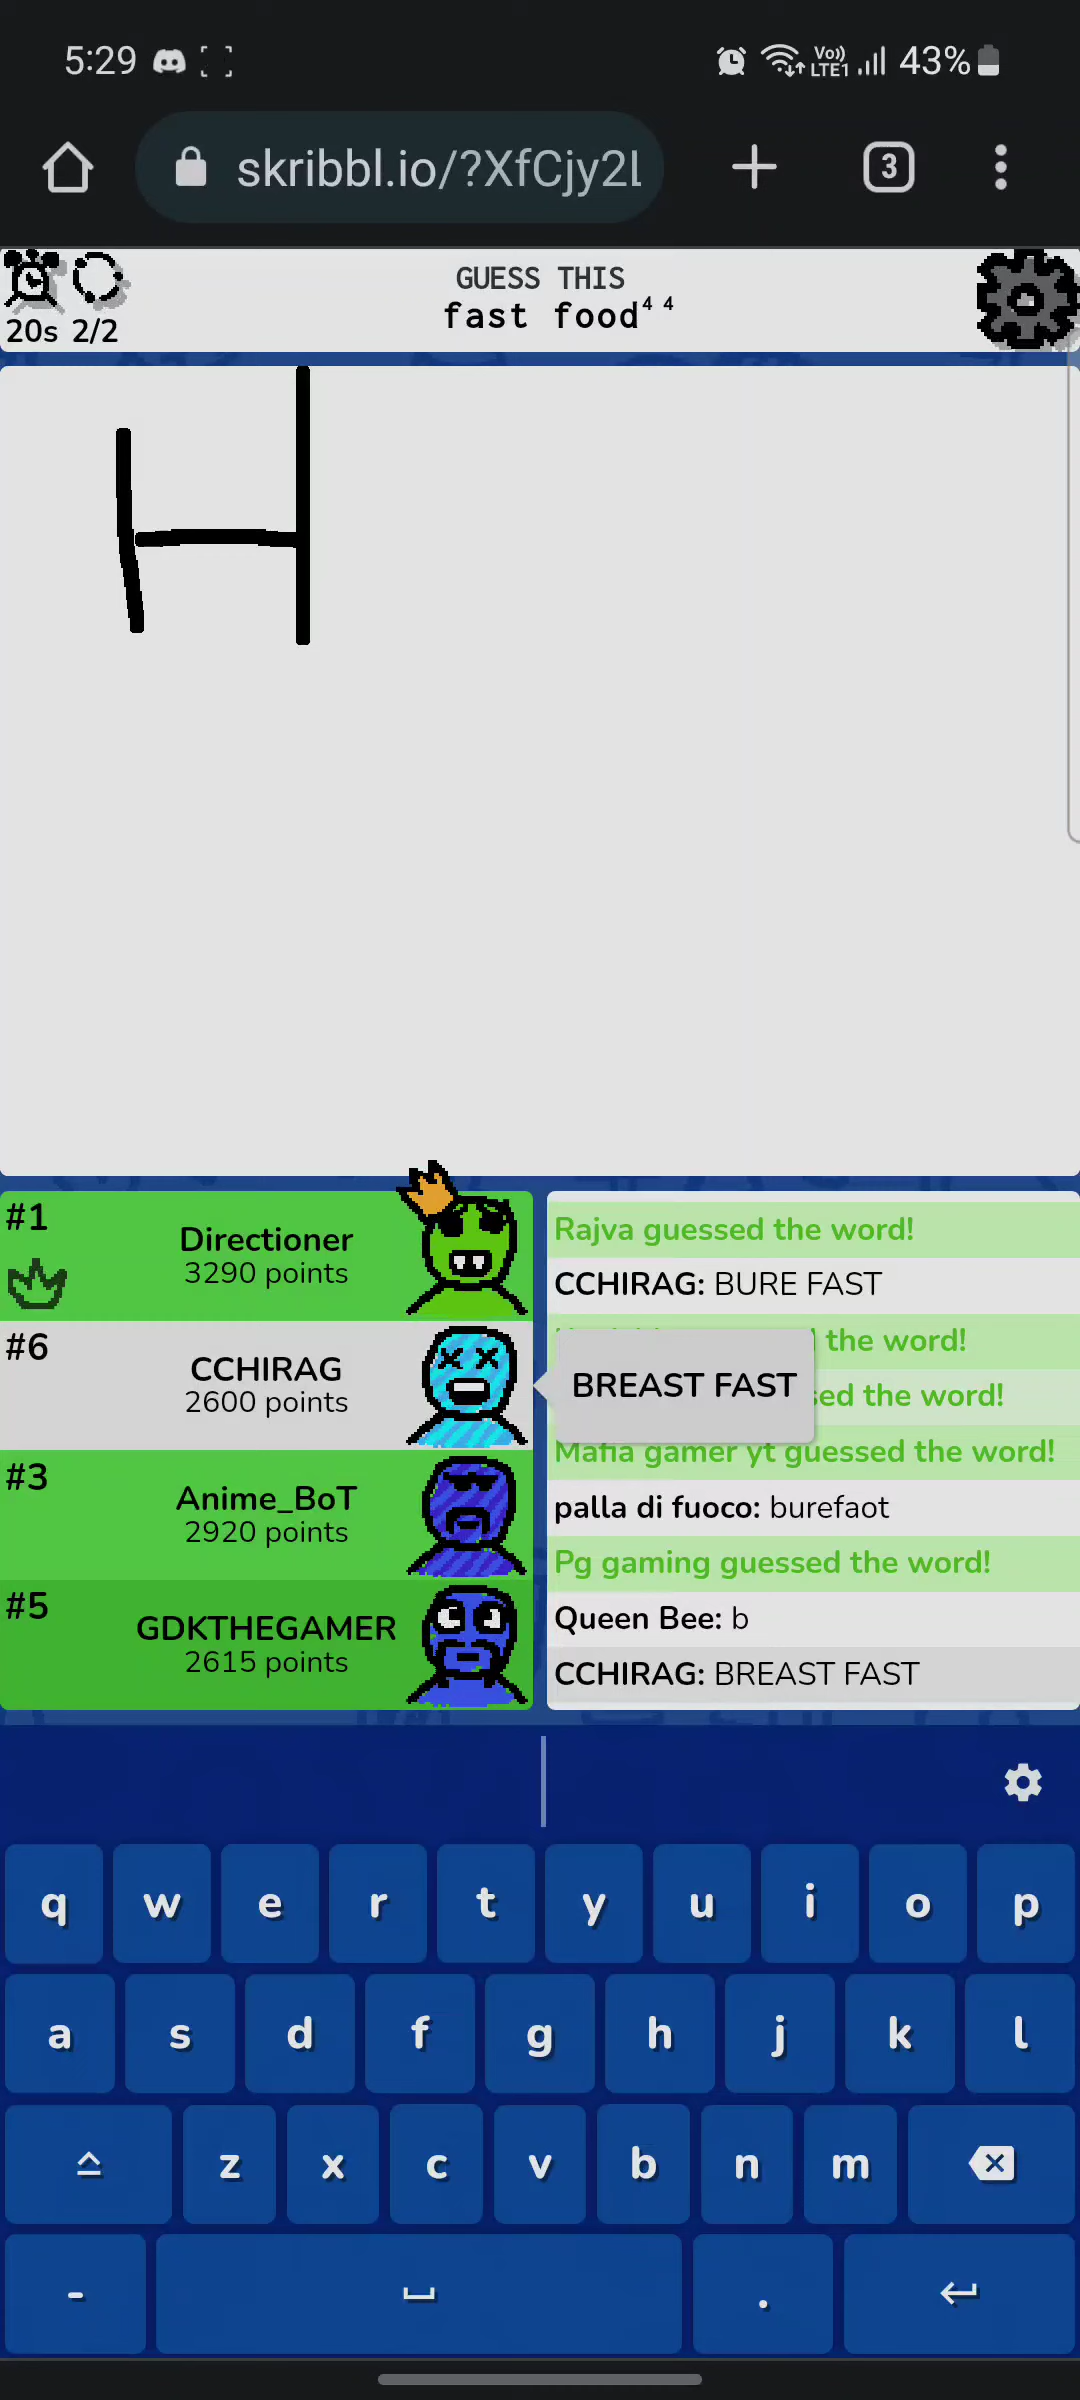 5:29 Vo)) LTE1 43%
skribbl.io/?XfCjy2l 3
GUESS THIS
fast food⁴ ⁴
20s 2/2
H
#1
Directioner
3290 points
#6
CCHIRAG
2600 points
#3
Anime_BoT
2920 points
#5
GDKTHEGAMER
2615 points
Rajva guessed the word!
CCHIRAG: BURE FAST
the word!
sed the word!
BREAST FAST
Mafia gamer yt guessed the word!
palla di fuoco: burefaot
Pg gaming guessed the word!
Queen Bee: b
CCHIRAG: BREAST FAST
q w e r t y u i o p
a s d f g h j k l
z x c v b n m
- .